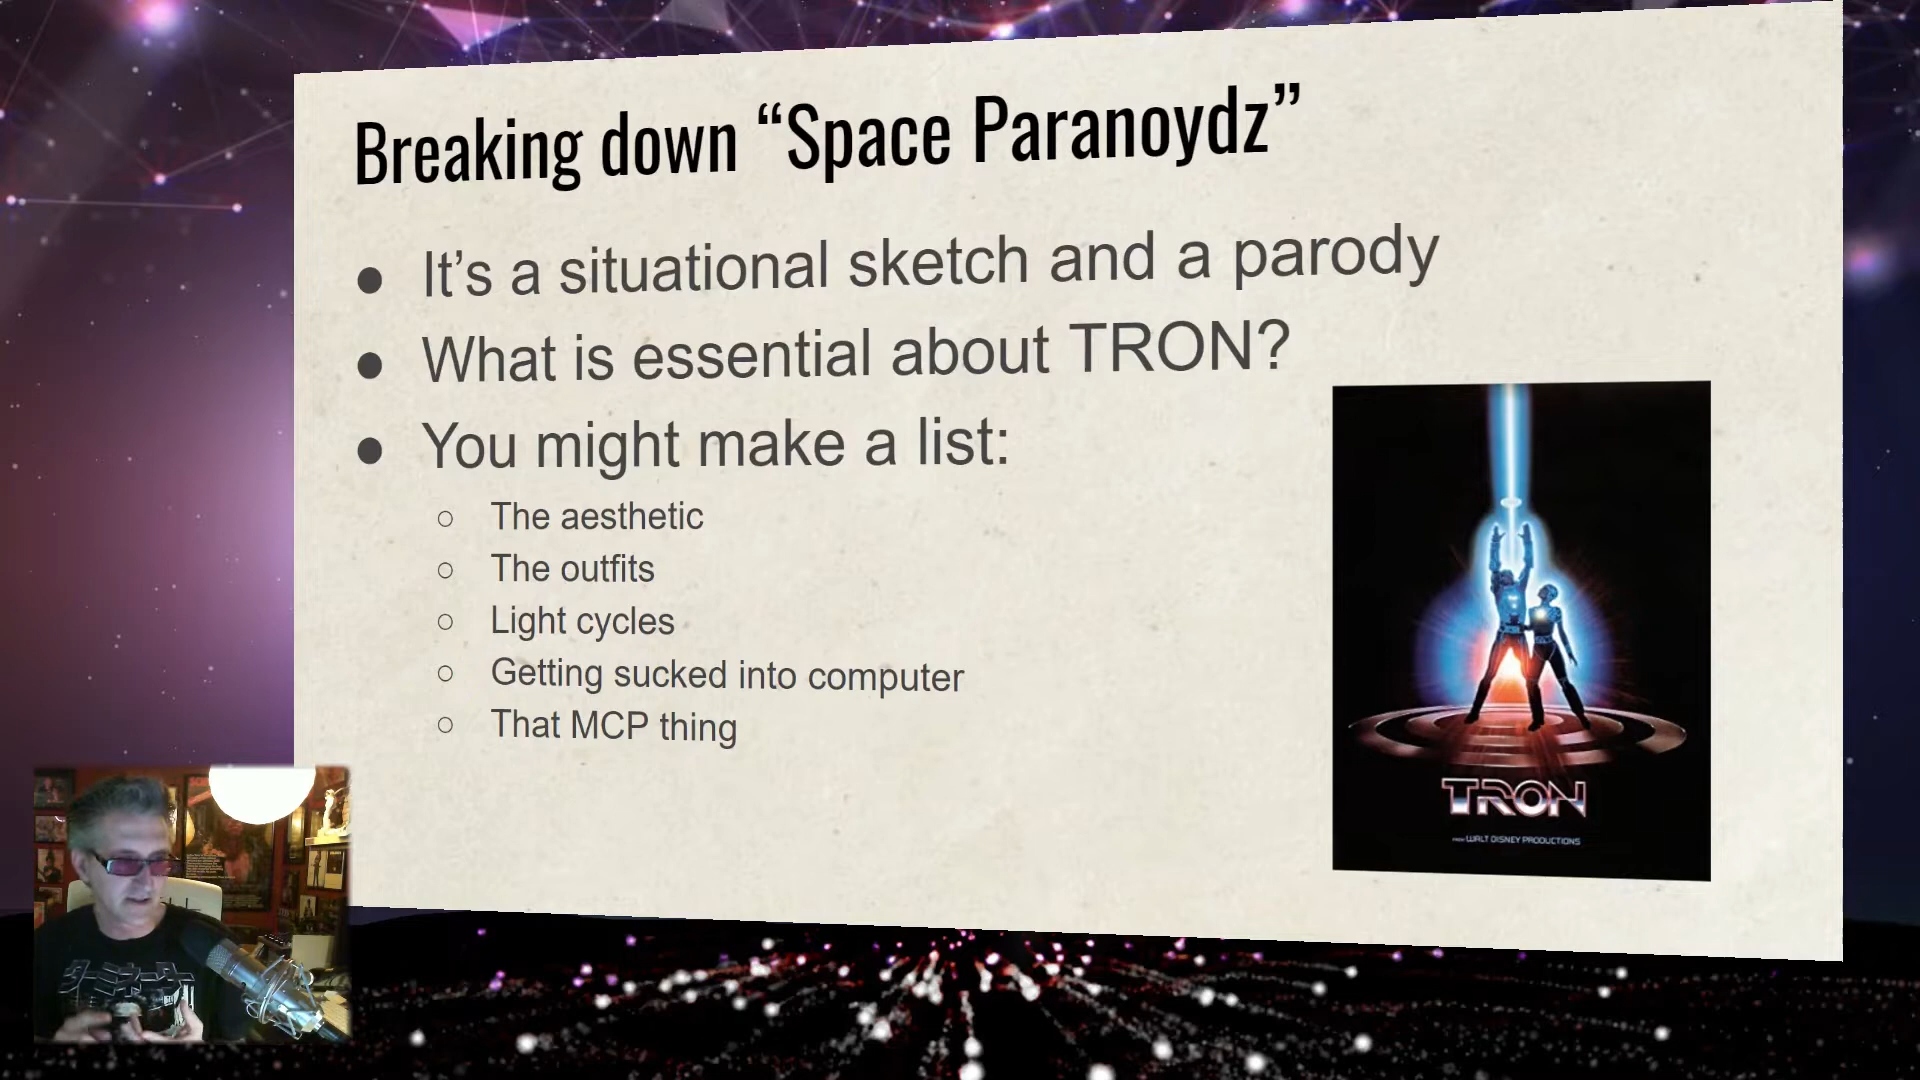 Breaking down “Space Paranoydz”
● It’s a situational sketch and a parody
● What is essential about TRON?
● You might make a list:
○ The aesthetic
○ The outfits
○ Light cycles
○ Getting sucked into computer
○ That MCP thing
TRON
WALT DISNEY PRODUCTIONS